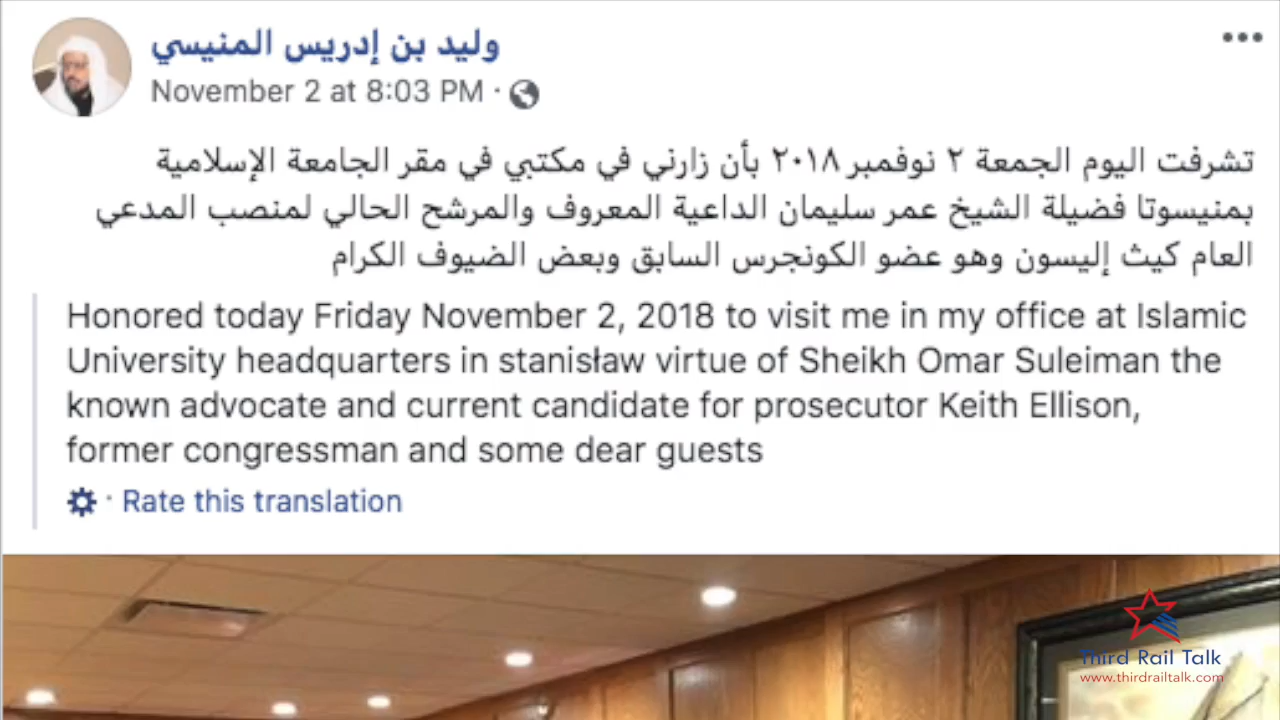 وليد بن إدريس المنيسي
November 2 at 8:03 PM ·
تشرفت اليوم الجمعة ٢ نوفمبر ٢٠١٨ بأن زارني في مكتبي في مقر الجامعة الإسلامية
بمنيسوتا فضيلة الشيخ عمر سليمان الداعية المعروف والمرشح الحالي لمنصب المدعي
العام كيث إليسون وهو عضو الكونجرس السابق وبعض الضيوف الكرام
Honored today Friday November 2, 2018 to visit me in my office at Islamic
University headquarters in stanisław virtue of Sheikh Omar Suleiman the
known advocate and current candidate for prosecutor Keith Ellison,
former congressman and some dear guests
· Rate this translation
Third Rail Talk
www.thirdrailtalk.com